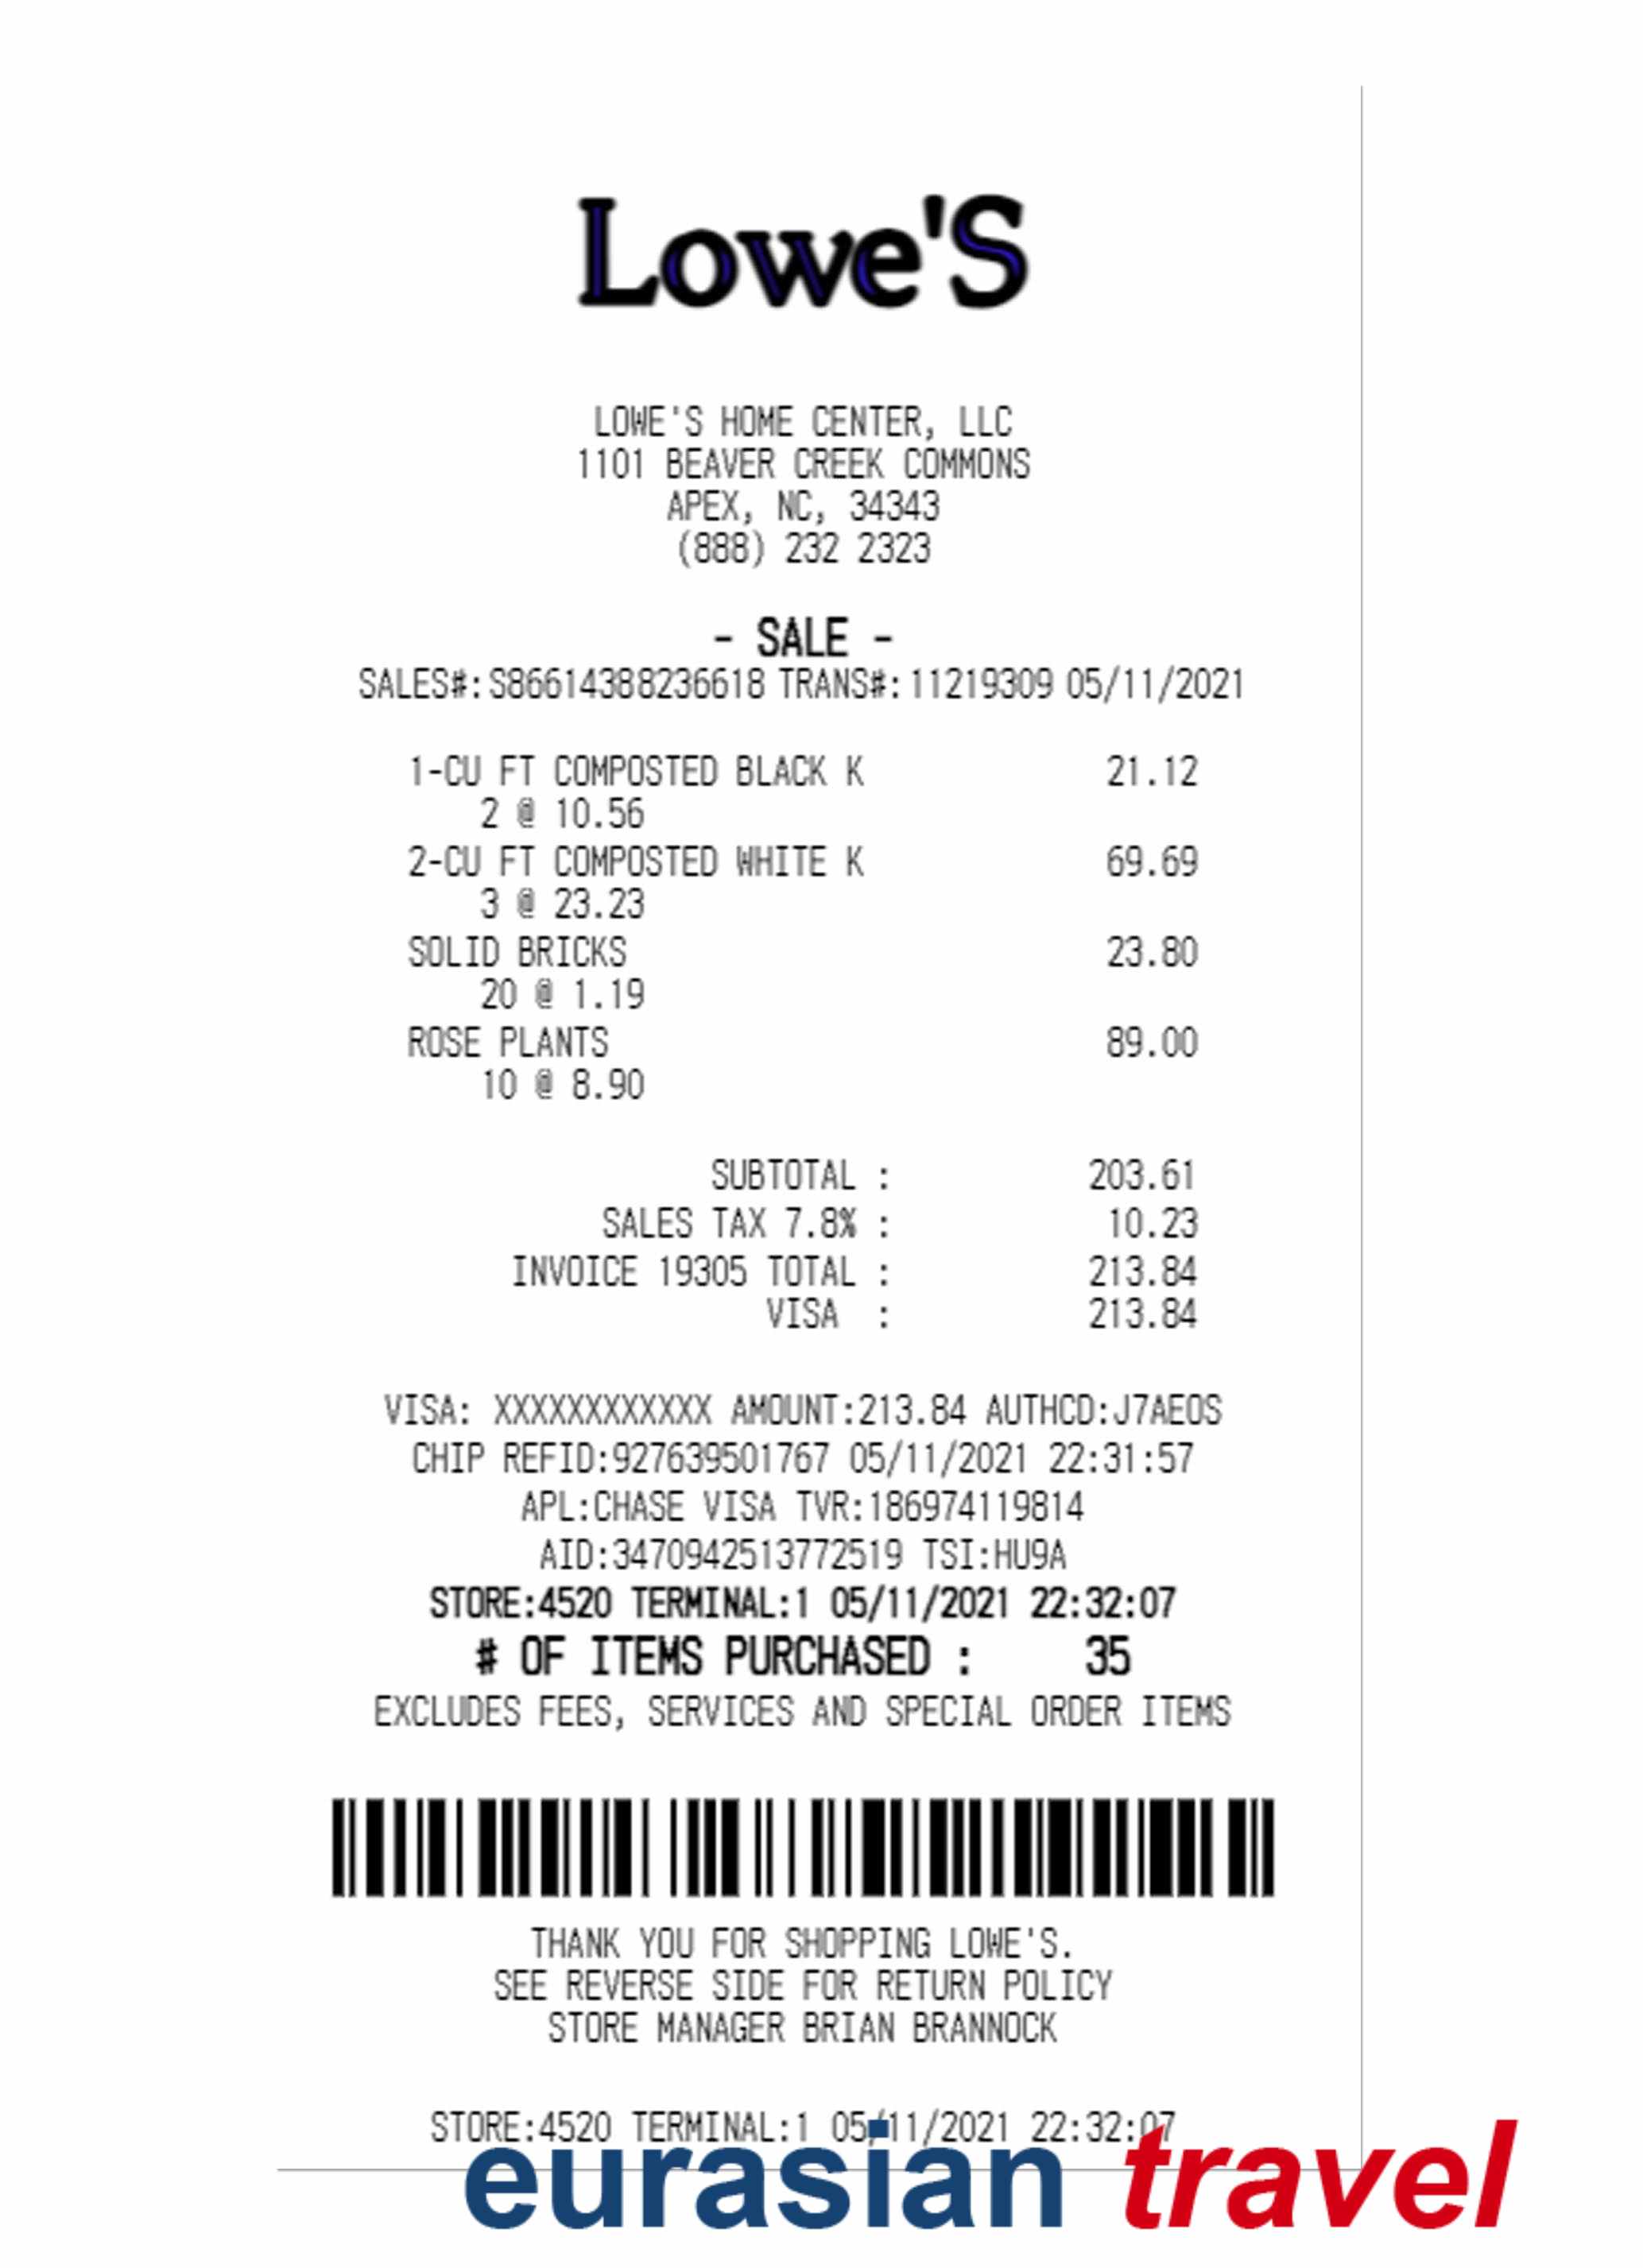 Lowe'S
LOWE'S HOME CENTER, LLC
1101 BEAVER CREEK COMMONS
APEX, NC, 34343
(888) 232 2323
- SALE -
SALES#:S86614388236618 TRANS#:11219309 05/11/2021
1-CU FT COMPOSTED BLACK K 21.12
2 @ 10.56
2-CU FT COMPOSTED WHITE K 69.69
3 @ 23.23
SOLID BRICKS 23.80
20 @ 1.19
ROSE PLANTS 89.00
10 @ 8.90
SUBTOTAL : 203.61
SALES TAX 7.8% : 10.23
INVOICE 19305 TOTAL : 213.84
VISA : 213.84
VISA: XXXXXXXXXXXX AMOUNT:213.84 AUTHCD:J7AEOS
CHIP REFID:927639501767 05/11/2021 22:31:57
APL:CHASE VISA TVR:186974119814
AID:3470942513772519 TSI:HU9A
STORE:4520 TERMINAL:1 05/11/2021 22:32:07
# OF ITEMS PURCHASED : 35
EXCLUDES FEES, SERVICES AND SPECIAL ORDER ITEMS
THANK YOU FOR SHOPPING LOWE'S.
SEE REVERSE SIDE FOR RETURN POLICY
STORE MANAGER BRIAN BRANNOCK
STORE:4520 TERMINAL:1 05/11/2021 22:32:07
eurasian travel